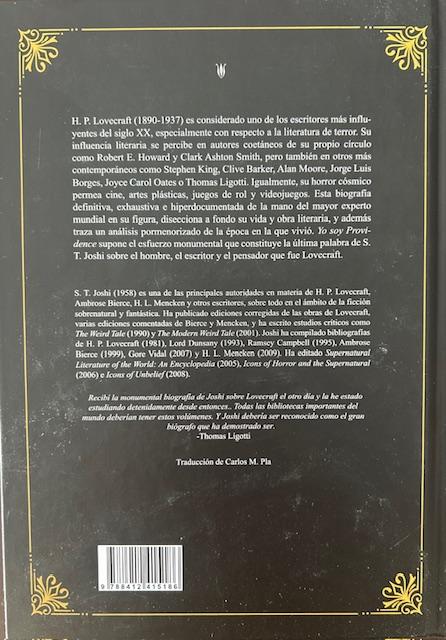 H. P. Lovecraft (1890-1937) es considerado uno de los escritores más influ-
yentes del siglo XX, especialmente con respecto a la literatura de terror. Su
influencia literaria se percibe en autores coetáneos de su propio círculo
como Robert E. Howard y Clark Ashton Smith, pero también en otros más
contemporáneos como Stephen King, Clive Barker, Alan Moore, Jorge Luis
Borges, Joyce Carol Oates o Thomas Ligotti. Igualmente, su horror cósmico
permea cine, artes plásticas, juegos de rol y videojuegos. Esta biografía
definitiva, exhaustiva e hiperdocumentada de la mano del mayor experto
mundial en su figura, disecciona a fondo su vida y obra literaria, y además
traza un análisis pormenorizado de la época en la que vivió. Yo soy Provi-
dence supone el esfuerzo monumental que constituye la última palabra de S.
T. Joshi sobre el hombre, el escritor y el pensador que fue Lovecraft.
S. T. Joshi (1958) es una de las principales autoridades en materia de H. P. Lovecraft,
Ambrose Bierce, H. L. Mencken y otros escritores, sobre todo en el ámbito de la ficción
sobrenatural y fantástica. Ha publicado ediciones corregidas de las obras de Lovecraft,
varias ediciones comentadas de Bierce y Mencken, y ha escrito estudios críticos como
The Weird Tale (1990) y The Modern Weird Tale (2001). Joshi ha compilado bibliografías
de H. P. Lovecraft (1981), Lord Dunsany (1993), Ramsey Campbell (1995), Ambrose
Bierce (1999), Gore Vidal (2007) y H. L. Mencken (2009). Ha editado Supernatural
Literature of the World: An Encyclopedia (2005), Icons of Horror and the Supernatural
(2006) e Icons of Unbelief (2008).
Recibí la monumental biografía de Joshi sobre Lovecraft el otro día y la he estado
estudiando detenidamente desde entonces.. Todas las bibliotecas importantes del
mundo deberían tener estos volúmenes. Y Joshi debería ser reconocido como el gran
biógrafo que ha demostrado ser.
-Thomas Ligotti
Traducción de Carlos M. Pla
9 788412 415186